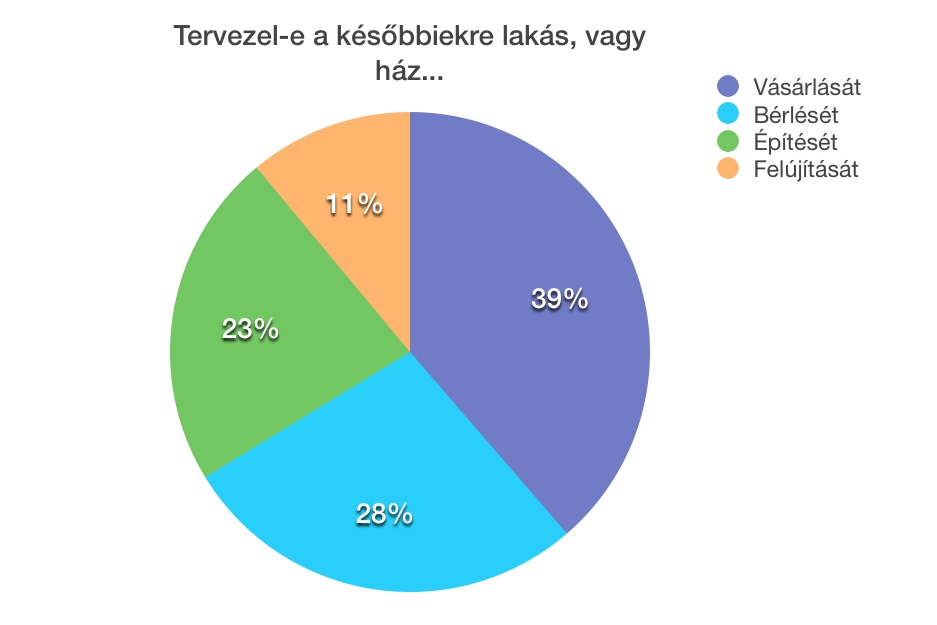 Tervezel-e a későbbiekre lakás, vagy
ház...
Vásárlását
Bérlését
Építését
Felújítását
11%
39%
23%
28%